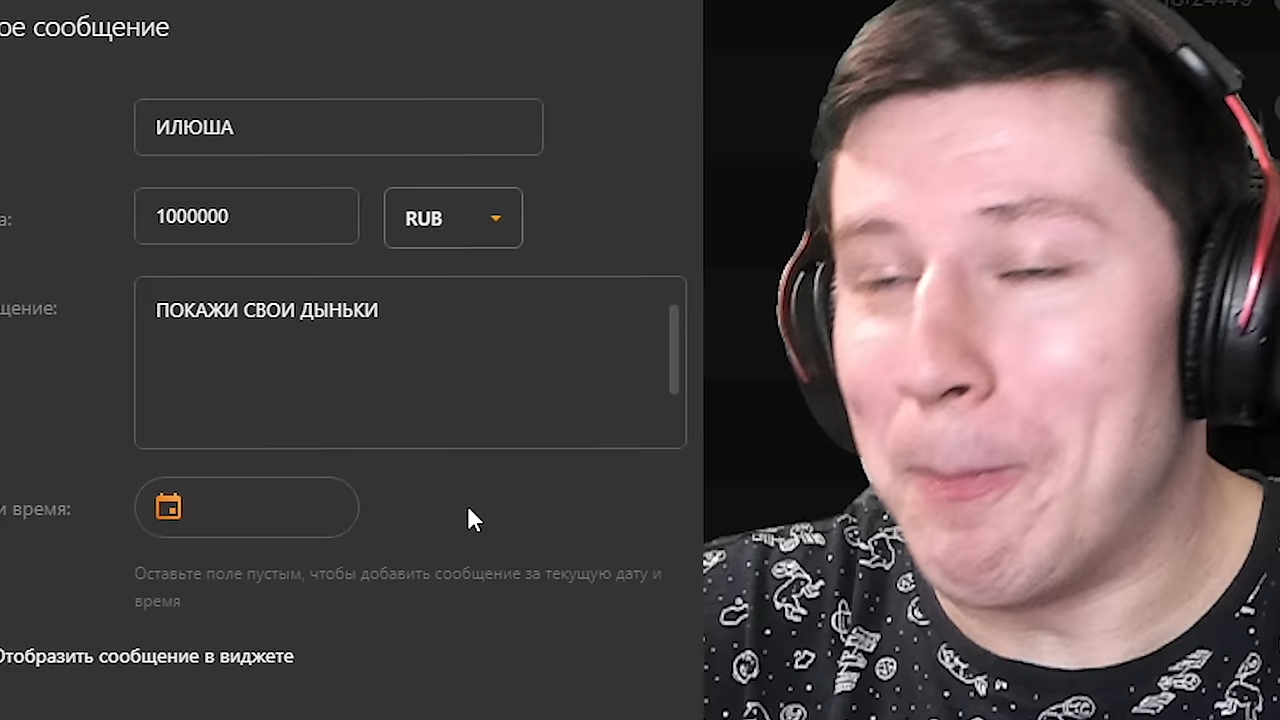 ое сообщение
ИЛЮША
а:
1000000
RUB
щение:
ПОКАЖИ СВОИ ДЫНЬКИ
и время:
Оставьте поле пустым, чтобы добавить сообщение за текущую дату и
время
Отобразить сообщение в виджете